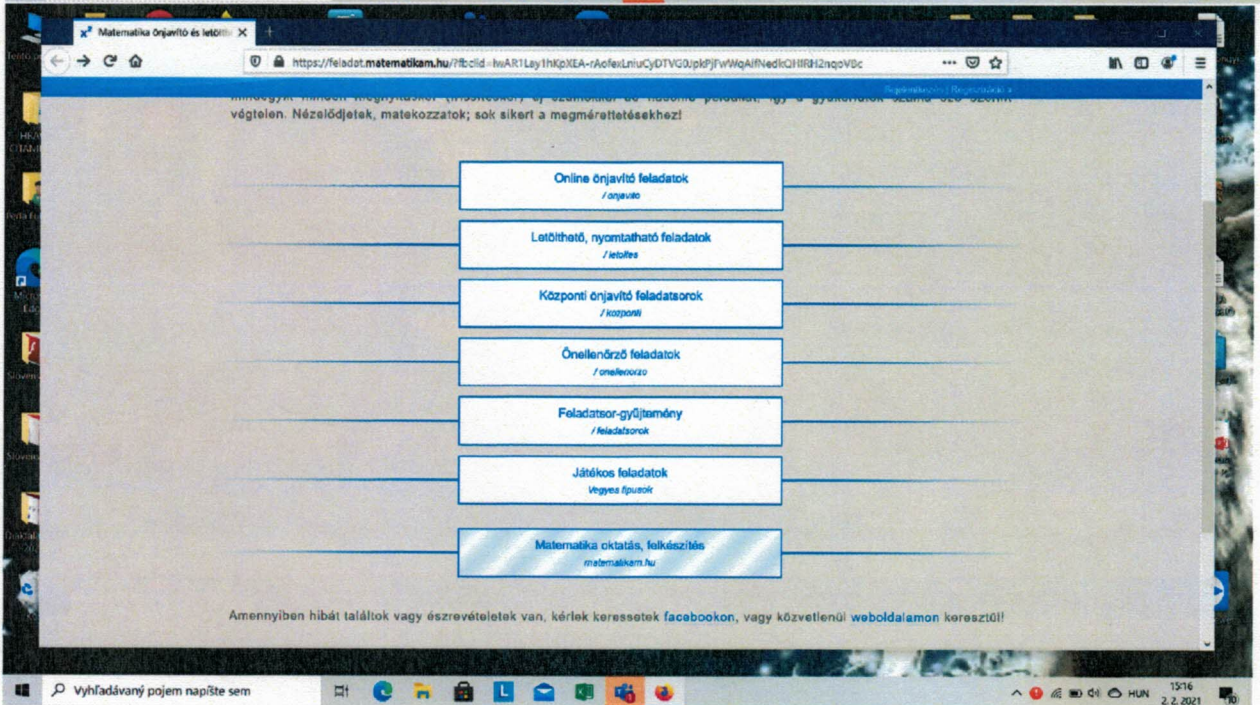 Matematika önjavító és letölth
https://feladat.matematikam.hu/?fbclid=
Bejelentkezés | Regisztráció »
végtelen. Nézelődjetek, matekozzatok; sok sikert a megmérettetésekhez!
Online önjavító feladatok
/ onjavito
Letölthető, nyomtatható feladatok
/ letoltes
Központi önjavító feladatsorok
/ kozponti
Önellenőrző feladatok
/ onellenorzo
Feladatsor-gyűjtemény
/ feladatsorok
Játékos feladatok
Vegyes típusok
Matematika oktatás, felkészítés
matematikam.hu
Amennyiben hibát találtok vagy észrevételetek van, kérlek keressetek facebookon, vagy közvetlenül weboldalamon keresztül!
Vyhľadávaný pojem napíšte sem
HUN
15:16
2. 2. 2021